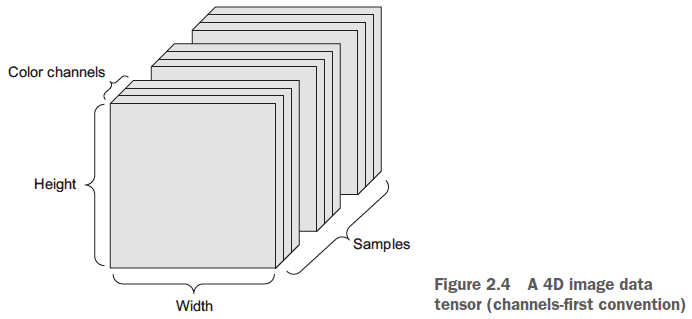 Color channels
Height
Samples
Width
Figure 2.4 A 4D image data
tensor (channels-first convention)